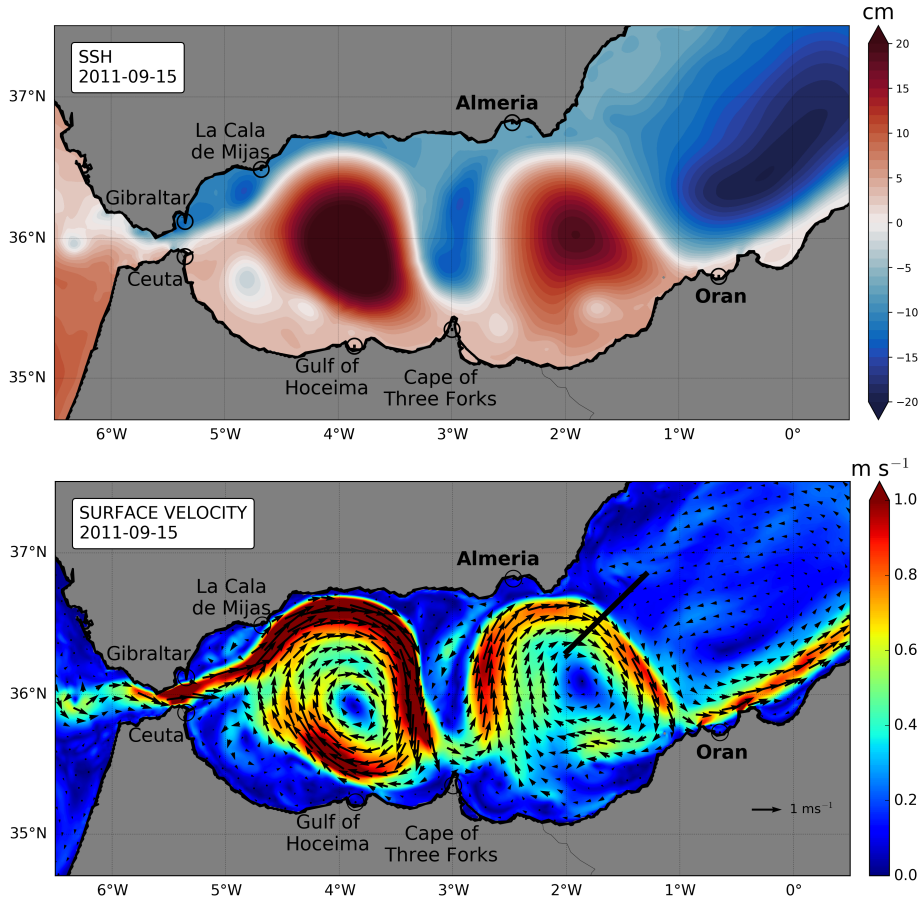 cm
SSH
2011-09-15
37°N
36°N
35°N
Almeria
La Cala
de Mijas
Gibraltar
Ceuta
Gulf of
Hoceima
Cape of
Three Forks
Oran
6°W
5°W
4°W
3°W
2°W
1°W
0°
20
15
10
5
0
−5
−10
−15
−20
m s⁻¹
SURFACE VELOCITY
2011-09-15
37°N
36°N
35°N
Almeria
La Cala
de Mijas
Gibraltar
Ceuta
Gulf of
Hoceima
Cape of
Three Forks
Oran
1 ms⁻¹
6°W
5°W
4°W
3°W
2°W
1°W
0°
1.0
0.8
0.6
0.4
0.2
0.0